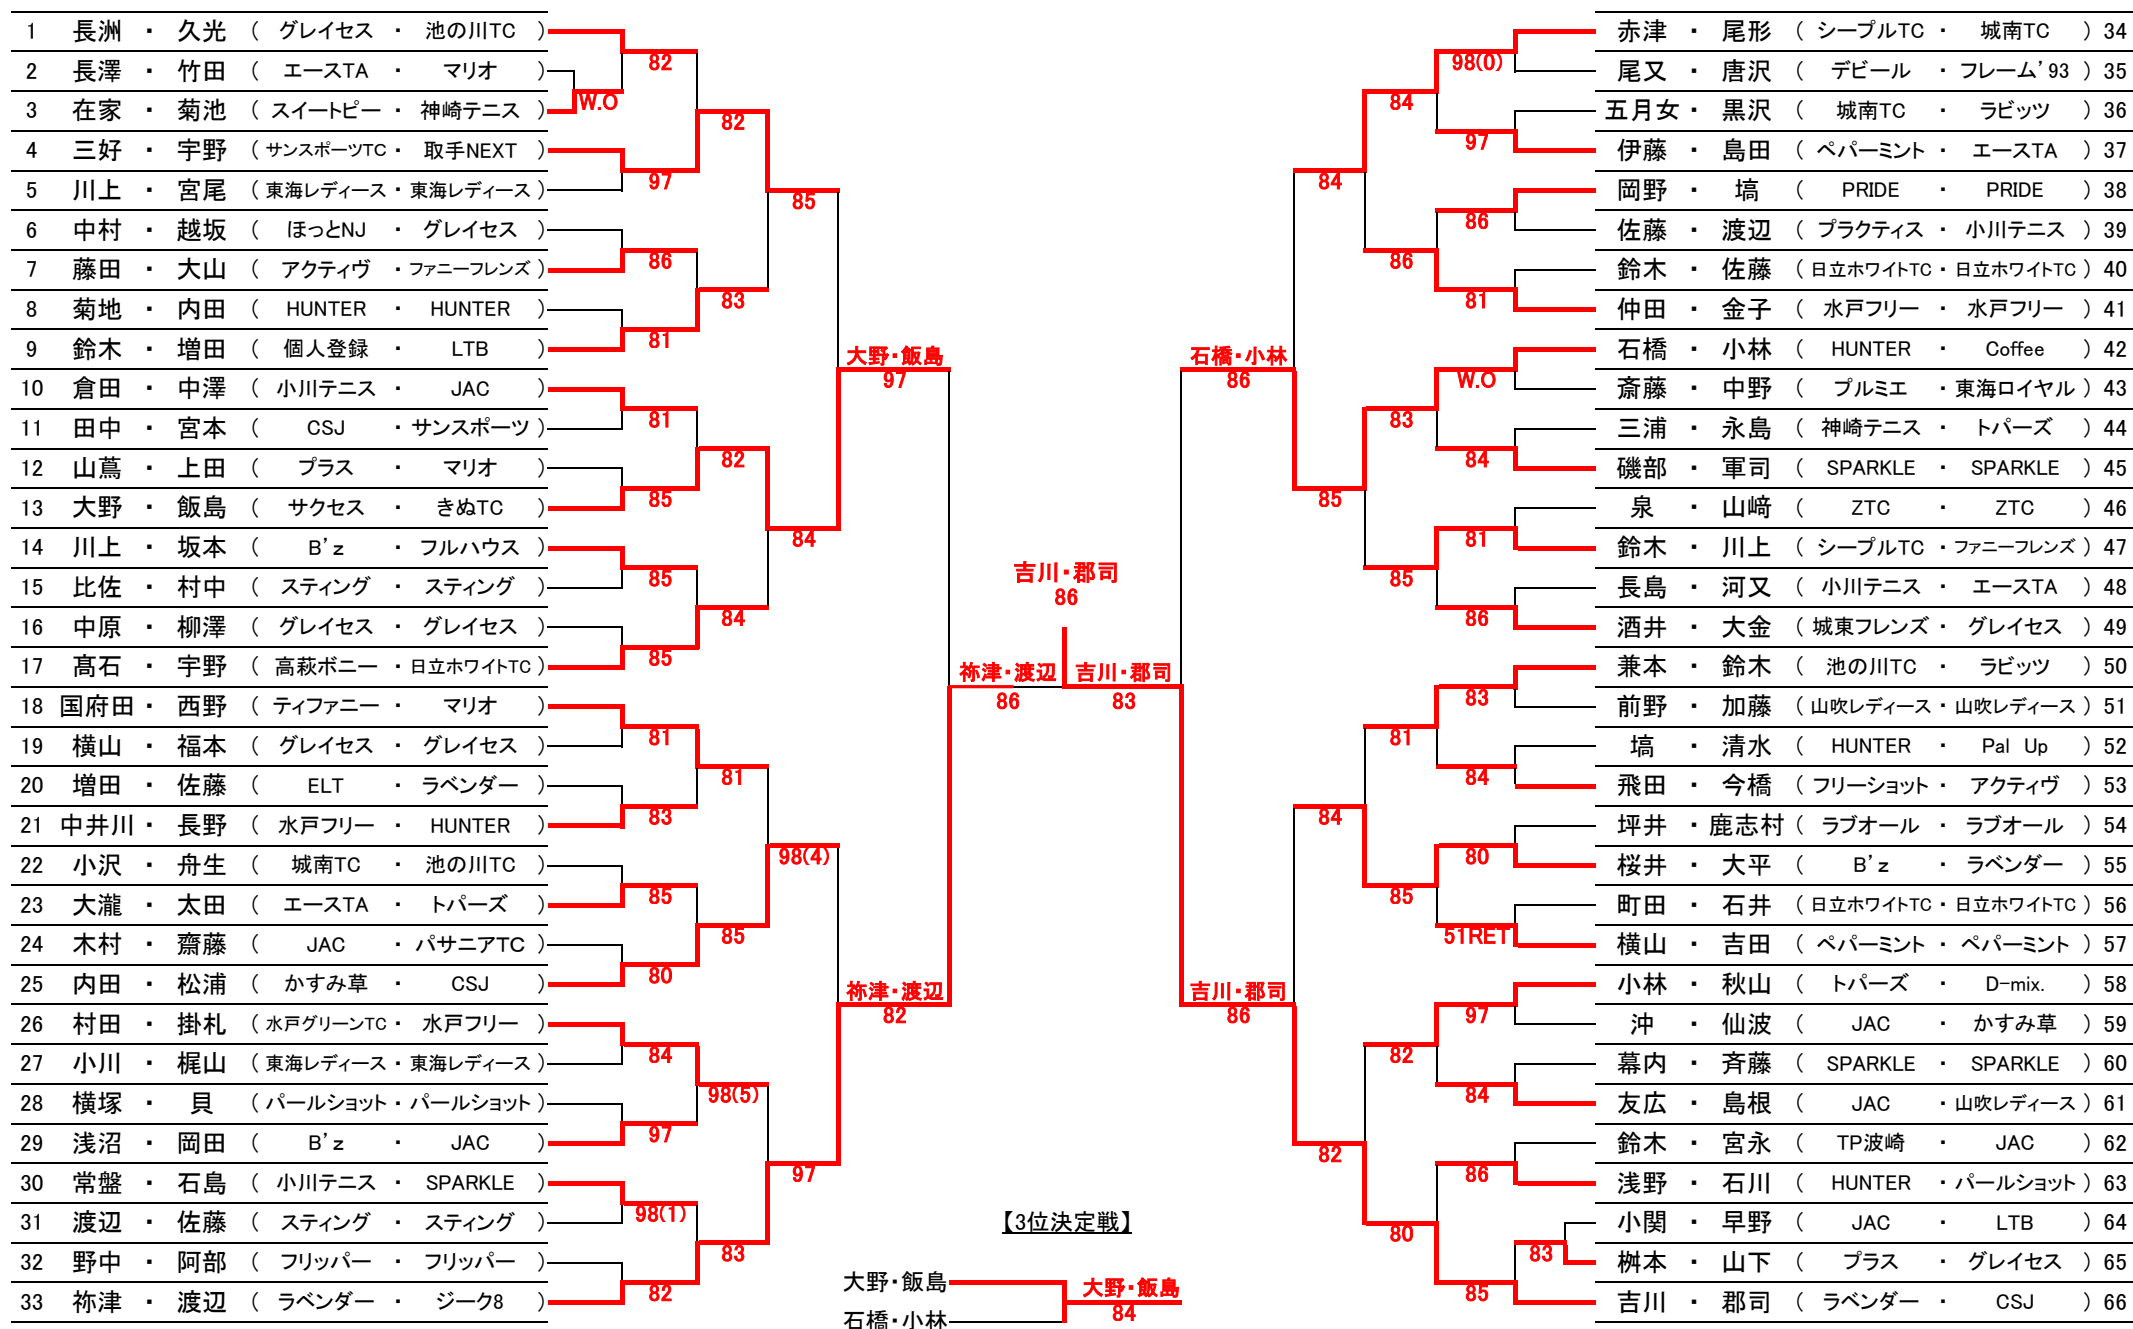 1 長洲 ・ 久光 ( グレイセス ・ 池の川TC )
2 長澤 ・ 竹田 ( エースTA ・ マリオ )
3 在家 ・ 菊池 ( スイートピー ・ 神崎テニス )
4 三好 ・ 宇野 ( サンスポーツTC ・ 取手NEXT )
5 川上 ・ 宮尾 ( 東海レディース ・ 東海レディース )
6 中村 ・ 越坂 ( ほっとNJ ・ グレイセス )
7 藤田 ・ 大山 ( アクティヴ ・ ファニーフレンズ )
8 菊地 ・ 内田 ( HUNTER ・ HUNTER )
9 鈴木 ・ 増田 ( 個人登録 ・ LTB )
10 倉田 ・ 中澤 ( 小川テニス ・ JAC )
11 田中 ・ 宮本 ( CSJ ・ サンスポーツ )
12 山蔦 ・ 上田 ( プラス ・ マリオ )
13 大野 ・ 飯島 ( サクセス ・ きぬTC )
14 川上 ・ 坂本 ( B’z ・ フルハウス )
15 比佐 ・ 村中 ( スティング ・ スティング )
16 中原 ・ 柳澤 ( グレイセス ・ グレイセス )
17 髙石 ・ 宇野 ( 高萩ボニー ・ 日立ホワイトTC )
18 国府田 ・ 西野 ( ティファニー ・ マリオ )
19 横山 ・ 福本 ( グレイセス ・ グレイセス )
20 増田 ・ 佐藤 ( ELT ・ ラベンダー )
21 中井川 ・ 長野 ( 水戸フリー ・ HUNTER )
22 小沢 ・ 舟生 ( 城南TC ・ 池の川TC )
23 大瀧 ・ 太田 ( エースTA ・ トパーズ )
24 木村 ・ 齋藤 ( JAC ・ パサニアTC )
25 内田 ・ 松浦 ( かすみ草 ・ CSJ )
26 村田 ・ 掛札 ( 水戸グリーンTC ・ 水戸フリー )
27 小川 ・ 梶山 ( 東海レディース ・ 東海レディース )
28 横塚 ・ 貝 ( パールショット ・ パールショット )
29 浅沼 ・ 岡田 ( B’z ・ JAC )
30 常盤 ・ 石島 ( 小川テニス ・ SPARKLE )
31 渡辺 ・ 佐藤 ( スティング ・ スティング )
32 野中 ・ 阿部 ( フリッパー ・ フリッパー )
33 祢津 ・ 渡辺 ( ラベンダー ・ ジーク8 )
W.O
82
97
86
81
81
85
85
85
81
83
85
80
84
97
98(1)
82
82
83
82
84
81
85
98(5)
83
85
84
98(4)
97
大野・飯島
97
祢津・渡辺
82
祢津・渡辺
86
吉川・郡司
86
吉川・郡司
83
石橋・小林
86
吉川・郡司
86
84
85
84
82
84
86
83
85
81
85
82
80
98(0)
97
86
81
W.O
84
81
86
83
84
80
51RET
97
84
86
85
83
赤津 ・ 尾形 ( シープルTC ・ 城南TC ) 34
尾又 ・ 唐沢 ( デビール ・ フレーム’93 ) 35
五月女 ・ 黒沢 ( 城南TC ・ ラビッツ ) 36
伊藤 ・ 島田 ( ペパーミント ・ エースTA ) 37
岡野 ・ 塙 ( PRIDE ・ PRIDE ) 38
佐藤 ・ 渡辺 ( プラクティス ・ 小川テニス ) 39
鈴木 ・ 佐藤 ( 日立ホワイトTC ・ 日立ホワイトTC ) 40
仲田 ・ 金子 ( 水戸フリー ・ 水戸フリー ) 41
石橋 ・ 小林 ( HUNTER ・ Coffee ) 42
斎藤 ・ 中野 ( プルミエ ・ 東海ロイヤル ) 43
三浦 ・ 永島 ( 神崎テニス ・ トパーズ ) 44
磯部 ・ 軍司 ( SPARKLE ・ SPARKLE ) 45
泉 ・ 山﨑 ( ZTC ・ ZTC ) 46
鈴木 ・ 川上 ( シープルTC ・ ファニーフレンズ ) 47
長島 ・ 河又 ( 小川テニス ・ エースTA ) 48
酒井 ・ 大金 ( 城東フレンズ ・ グレイセス ) 49
兼本 ・ 鈴木 ( 池の川TC ・ ラビッツ ) 50
前野 ・ 加藤 ( 山吹レディース ・ 山吹レディース ) 51
塙 ・ 清水 ( HUNTER ・ Pal Up ) 52
飛田 ・ 今橋 ( フリーショット ・ アクティヴ ) 53
坪井 ・ 鹿志村 ( ラブオール ・ ラブオール ) 54
桜井 ・ 大平 ( B’z ・ ラベンダー ) 55
町田 ・ 石井 ( 日立ホワイトTC ・ 日立ホワイトTC ) 56
横山 ・ 吉田 ( ペパーミント ・ ペパーミント ) 57
小林 ・ 秋山 ( トパーズ ・ D-mix. ) 58
沖 ・ 仙波 ( JAC ・ かすみ草 ) 59
幕内 ・ 斉藤 ( SPARKLE ・ SPARKLE ) 60
友広 ・ 島根 ( JAC ・ 山吹レディース ) 61
鈴木 ・ 宮永 ( TP波崎 ・ JAC ) 62
浅野 ・ 石川 ( HUNTER ・ パールショット ) 63
小関 ・ 早野 ( JAC ・ LTB ) 64
桝本 ・ 山下 ( プラス ・ グレイセス ) 65
吉川 ・ 郡司 ( ラベンダー ・ CSJ ) 66
【3位決定戦】
大野・飯島
石橋・小林
大野・飯島
84